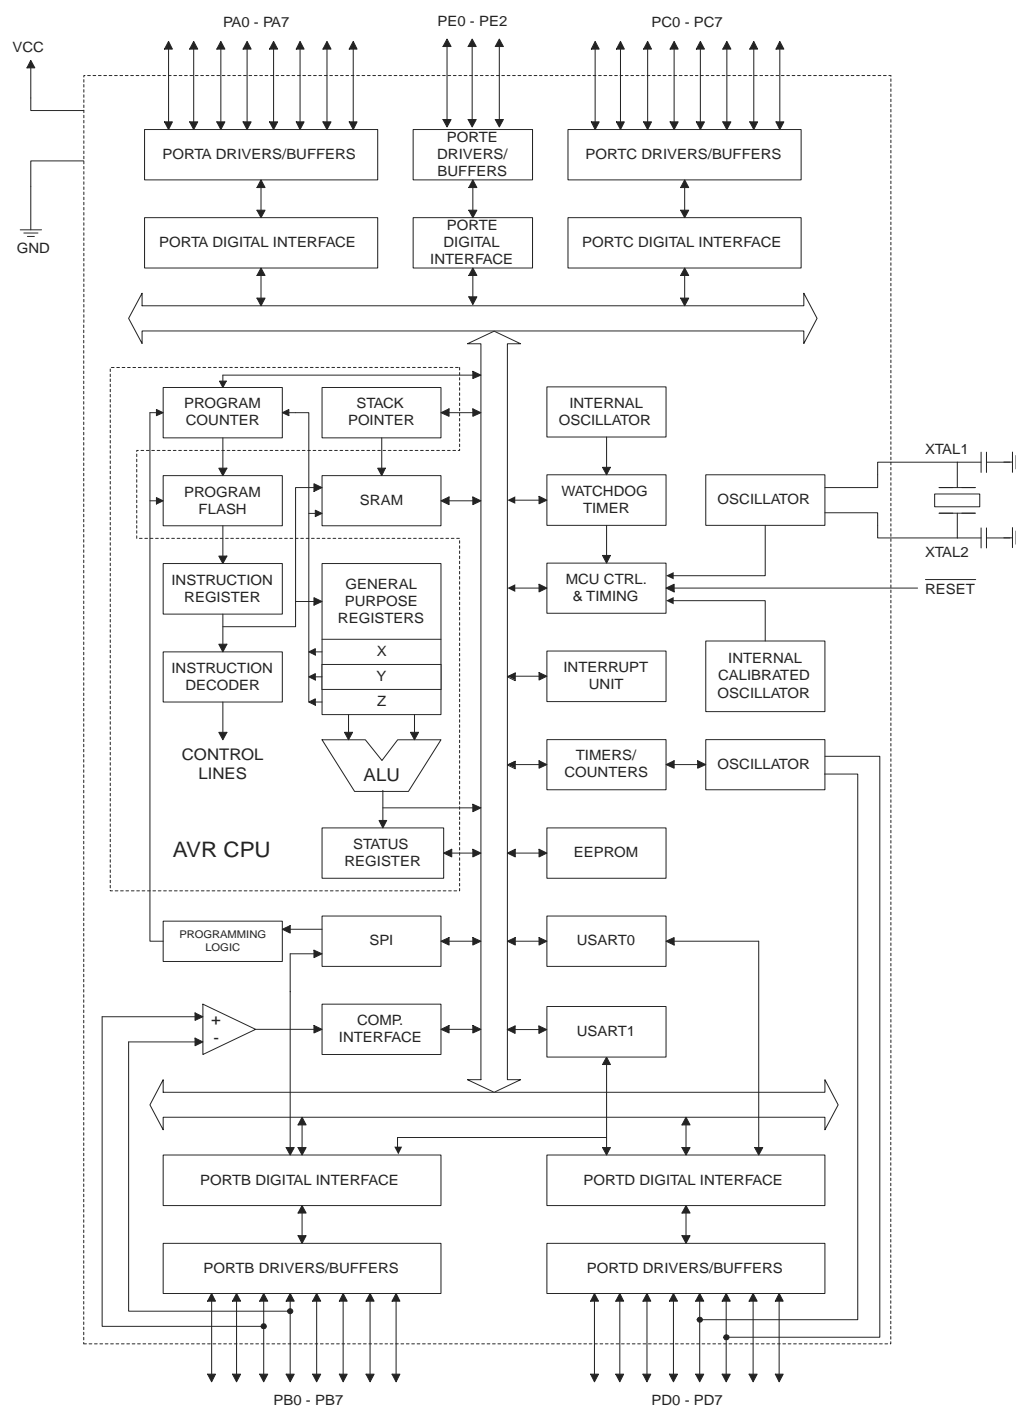 PA0 - PA7
PE0 - PE2
PC0 - PC7
VCC
PORTA DRIVERS/BUFFERS
PORTE
DRIVERS/
BUFFERS
PORTC DRIVERS/BUFFERS
GND
PORTA DIGITAL INTERFACE
PORTE
DIGITAL
INTERFACE
PORTC DIGITAL INTERFACE
PROGRAM
COUNTER
STACK
POINTER
INTERNAL
OSCILLATOR
XTAL1
PROGRAM
FLASH
SRAM
WATCHDOG
TIMER
OSCILLATOR
XTAL2
INSTRUCTION
REGISTER
GENERAL
PURPOSE
REGISTERS
MCU CTRL.
& TIMING
RESET
X
Y
Z
INSTRUCTION
DECODER
INTERRUPT
UNIT
INTERNAL
CALIBRATED
OSCILLATOR
CONTROL
LINES
ALU
TIMERS/
COUNTERS
OSCILLATOR
AVR CPU
STATUS
REGISTER
EEPROM
PROGRAMMING
LOGIC
SPI
USART0
+
-
COMP.
INTERFACE
USART1
PORTB DIGITAL INTERFACE
PORTD DIGITAL INTERFACE
PORTB DRIVERS/BUFFERS
PORTD DRIVERS/BUFFERS
PB0 - PB7
PD0 - PD7